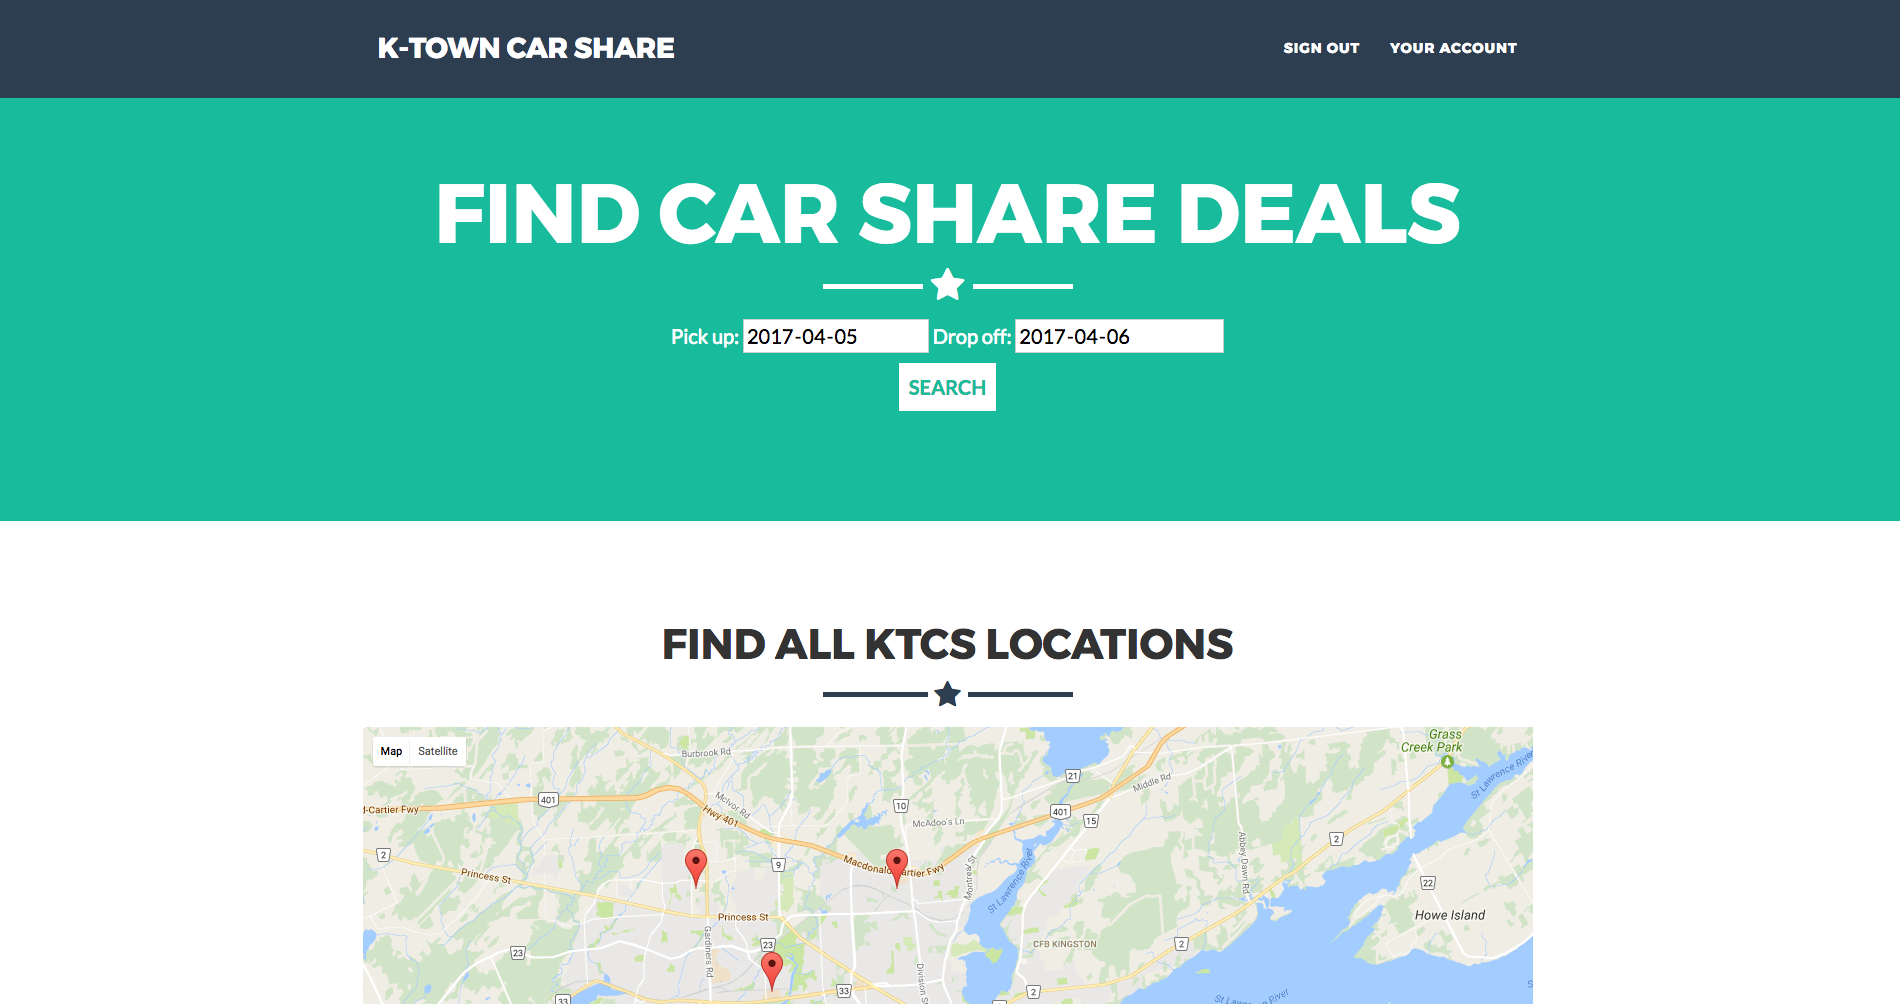 K-TOWN CAR SHARE
SIGN OUT
YOUR ACCOUNT
FIND CAR SHARE DEALS
Pick up: 2017-04-05 Drop off: 2017-04-06
SEARCH
FIND ALL KTCS LOCATIONS
Map
Satellite
Burbrook Rd
Grass
Creek Park
21
Middle Rd
St Lawrence River
401
McIvor Rd
d-Cartier Fwy
Hwy 401
10
401
15
McAdoo's Ln
2
2
Abbey Dawn Rd
9
Macdonald-Cartier Fwy
Montreal St
St Lawrence River
Princess St
22
Princess St
Howe Island
Gardiners Rd
23
23
CFB KINGSTON
2
Division St
33
33
2
St Lawrence River